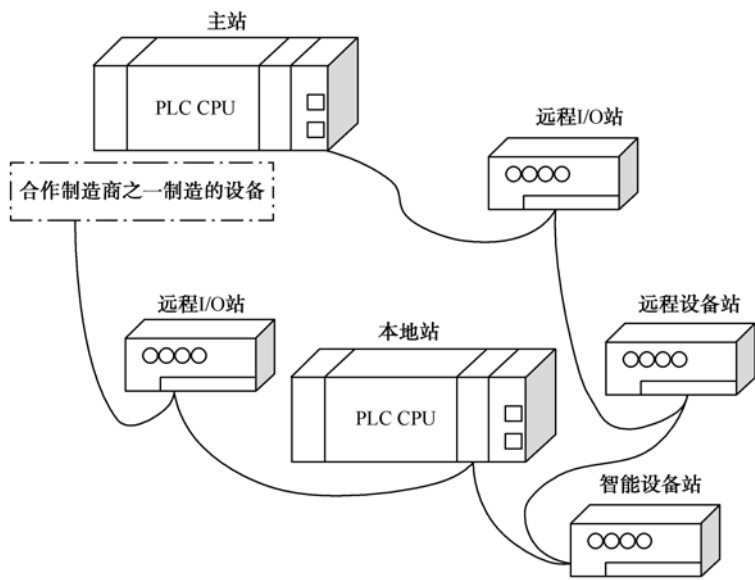 主站
PLC CPU
远程I/O站
合作制造商之一制造的设备
远程I/O站
本地站
远程设备站
PLC CPU
智能设备站